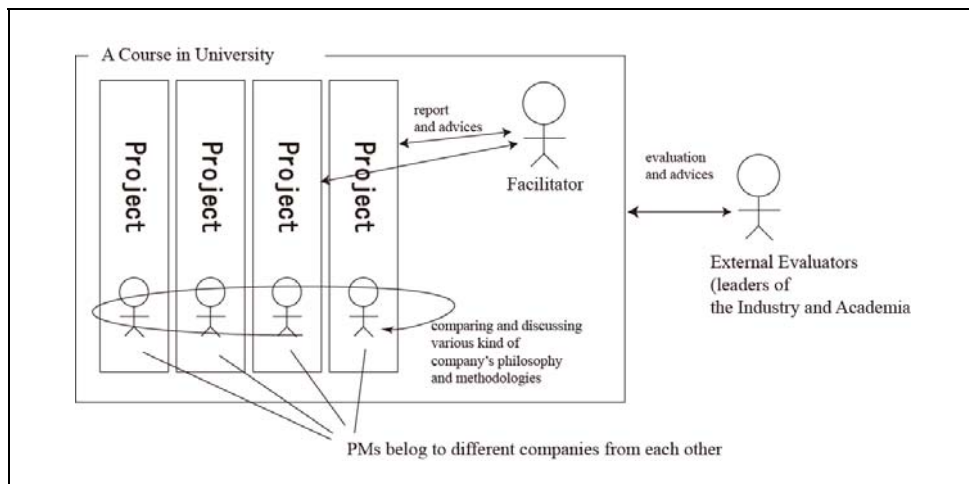 A Course in University
Project
Project
Project
Project
report
and advices
Facilitator
evaluation
and advices
External Evaluators
(leaders of
the Industry and Academia
comparing and discussing
various kind of
company's philosophy
and methodologies
PMs belog to different companies from each other